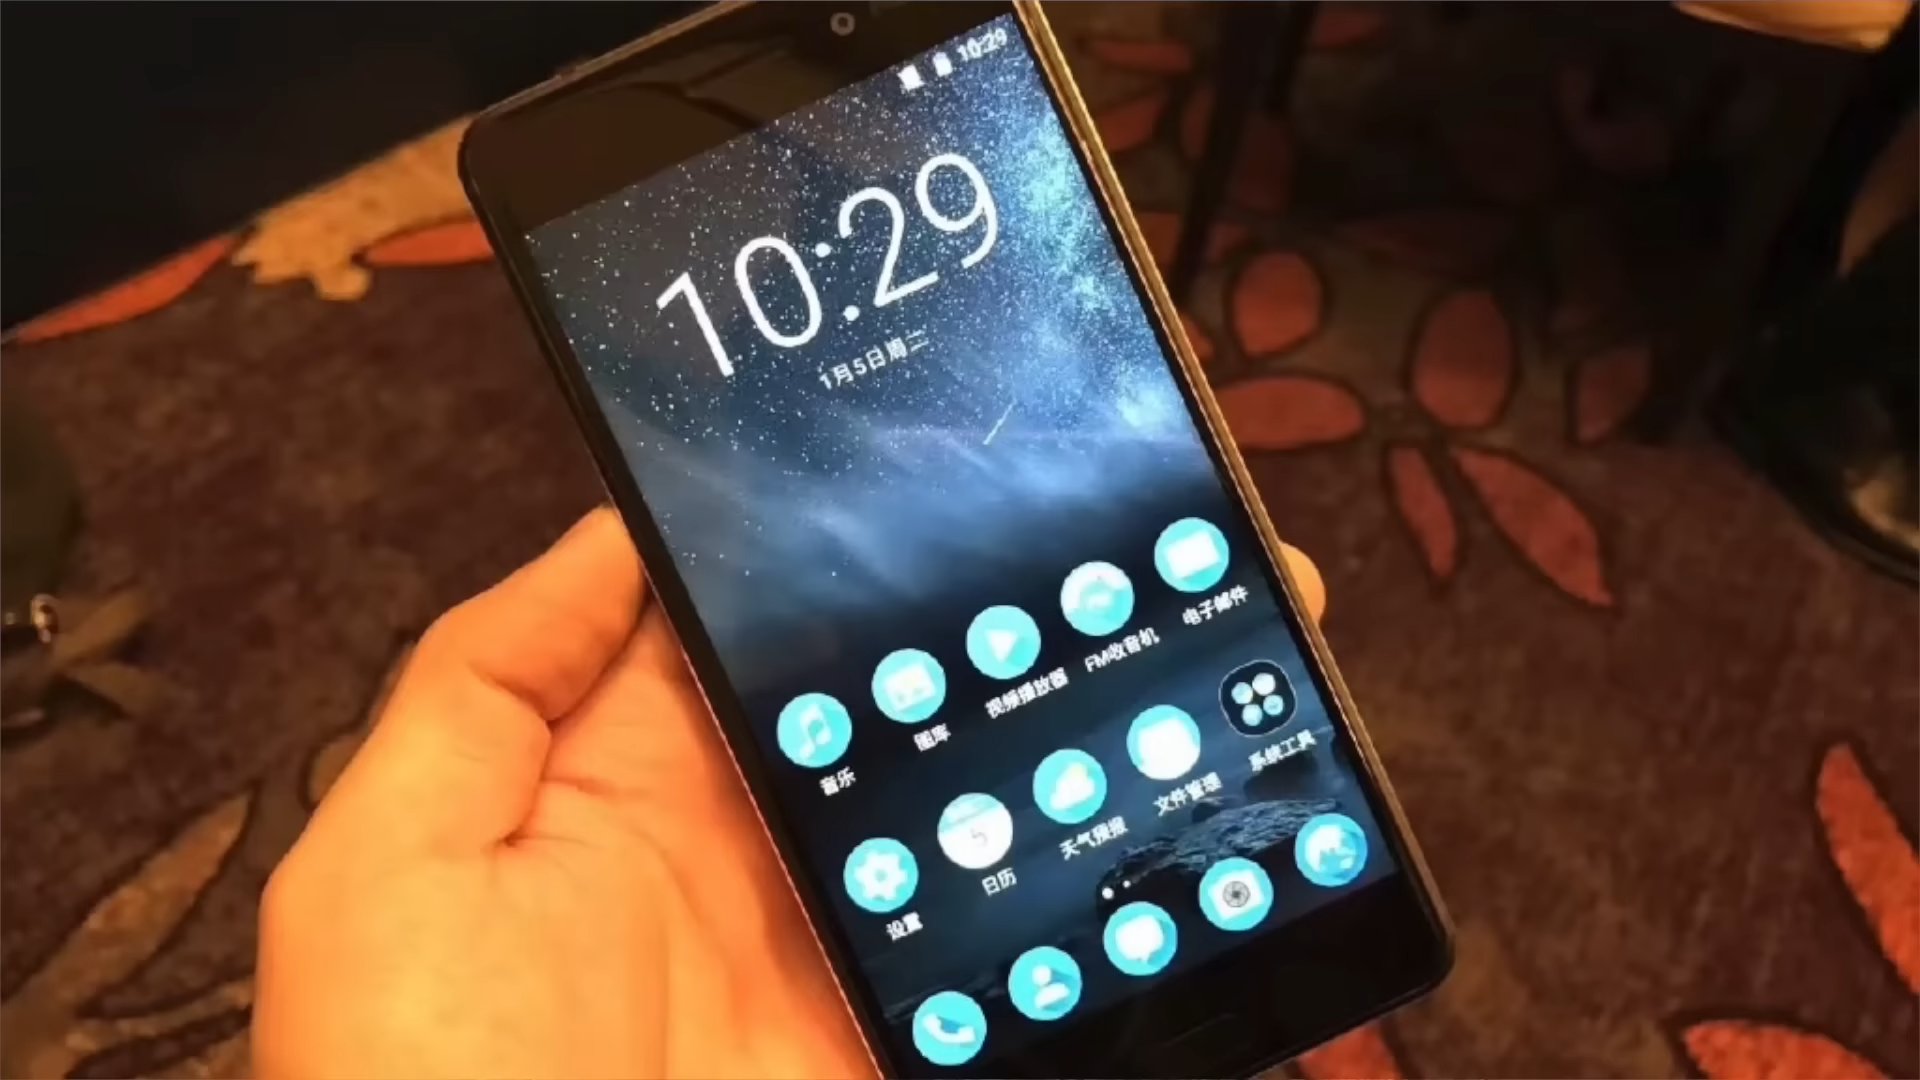 10:29
10:29
1月5日周二
音乐
图库
视频播放器
FM收音机
电子邮件
设置
日历
5
天气预报
文件管理
系统工具